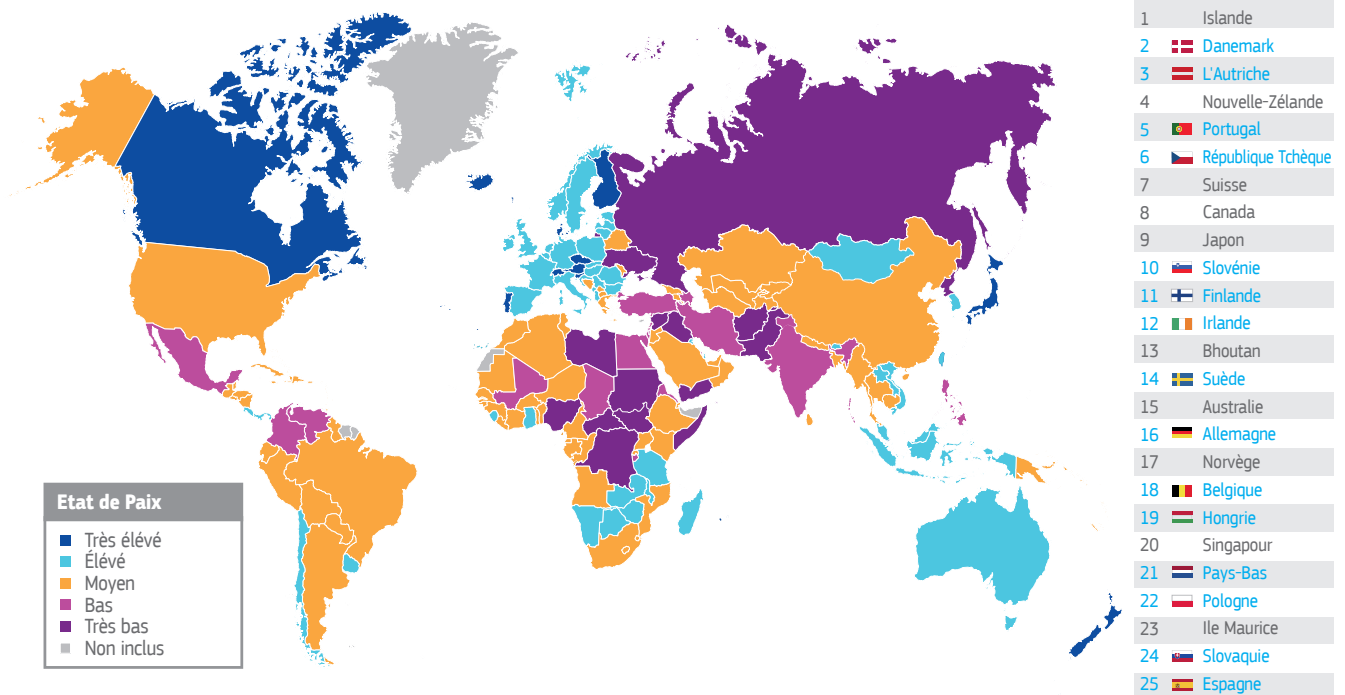 Etat de Paix
Très élévé
Élévé
Moyen
Bas
Très bas
Non inclus
1 Islande
2 Danemark
3 L'Autriche
4 Nouvelle-Zélande
5 Portugal
6 République Tchèque
7 Suisse
8 Canada
9 Japon
10 Slovénie
11 Finlande
12 Irlande
13 Bhoutan
14 Suède
15 Australie
16 Allemagne
17 Norvège
18 Belgique
19 Hongrie
20 Singapour
21 Pays-Bas
22 Pologne
23 Ile Maurice
24 Slovaquie
25 Espagne